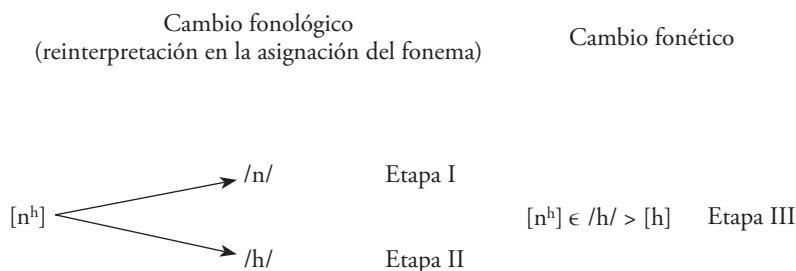 Cambio fonológico
(reinterpretación en la asignación del fonema)
Cambio fonético
/n/ Etapa I
[nʰ] [nʰ] ϵ /h/ > [h] Etapa III
/h/ Etapa II